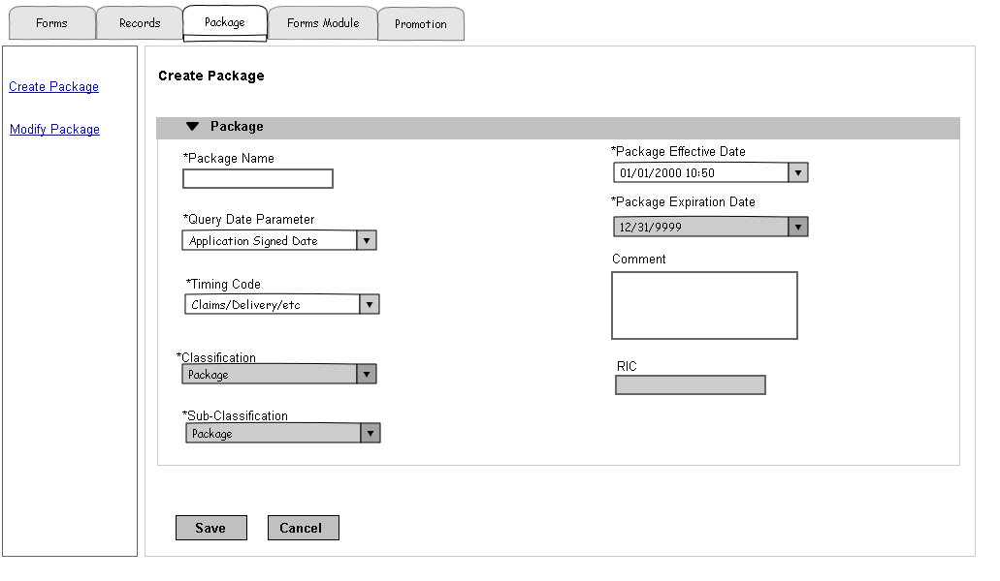 Forms
Records
Package
Forms Module
Promotion
Create Package
Modify Package
Create Package
Package
*Package Name
*Query Date Parameter
Application Signed Date
*Timing Code
Claims/Delivery/etc
*Classification
Package
*Sub-Classification
Package
*Package Effective Date
01/01/2000 10:50
*Package Expiration Date
12/31/9999
Comment
RIC
Save
Cancel